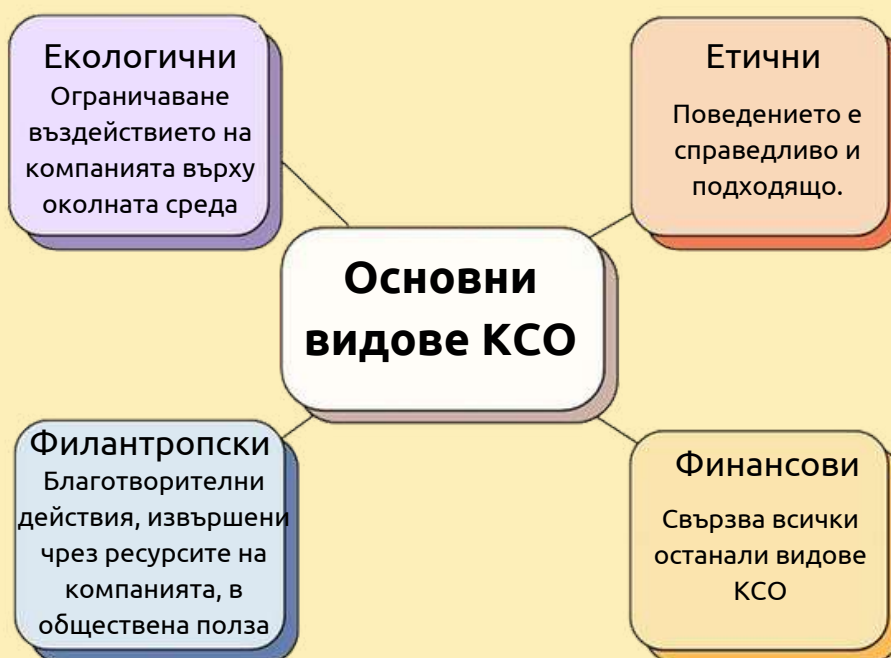 Екологични
Ограничаване
въздействието на
компанията върху
околната среда
Етични
Поведението е
справедливо и
подходящо.
Основни
видове КСО
Филантропски
Благотворителни
действия, извършени
чрез ресурсите на
компанията, в
обществена полза
Финансови
Свързва всички
останали видове
КСО